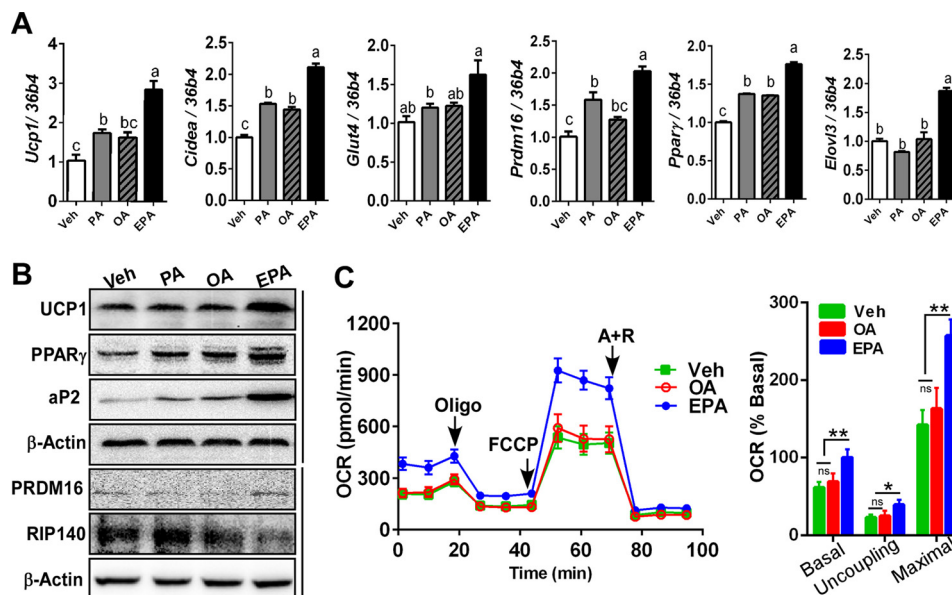 A
Ucp1/ 36b4
4
3
2
1
0
c
b
bc
a
Veh
PA
OA
EPA
Cidea / 36b4
2.5
2.0
1.5
1.0
0.5
0.0
c
b
b
a
Veh
PA
OA
EPA
Glut4 / 36b4
2.0
1.5
1.0
0.5
0.0
ab
b
ab
a
Veh
PA
OA
EPA
Prdm16 / 36b4
2.5
2.0
1.5
1.0
0.5
0.0
c
b
bc
a
Veh
PA
OA
EPA
Pparγ / 36b4
2.0
1.5
1.0
0.5
0.0
c
b
b
a
Veh
PA
OA
EPA
Elovl3 / 36b4
2.0
1.5
1.0
0.5
0.0
b
b
b
a
Veh
PA
OA
EPA
B
Veh PA OA EPA
UCP1
PPARγ
aP2
β-Actin
PRDM16
RIP140
β-Actin
C
OCR (pmol/min)
1200
900
600
300
0
Oligo
FCCP
A+R
Veh
OA
EPA
0 20 40 60 80 100
Time (min)
OCR (% Basal)
300
200
100
50
0
Veh
OA
EPA
**
ns
ns
*
**
ns
Basal
Uncoupling
Maximal